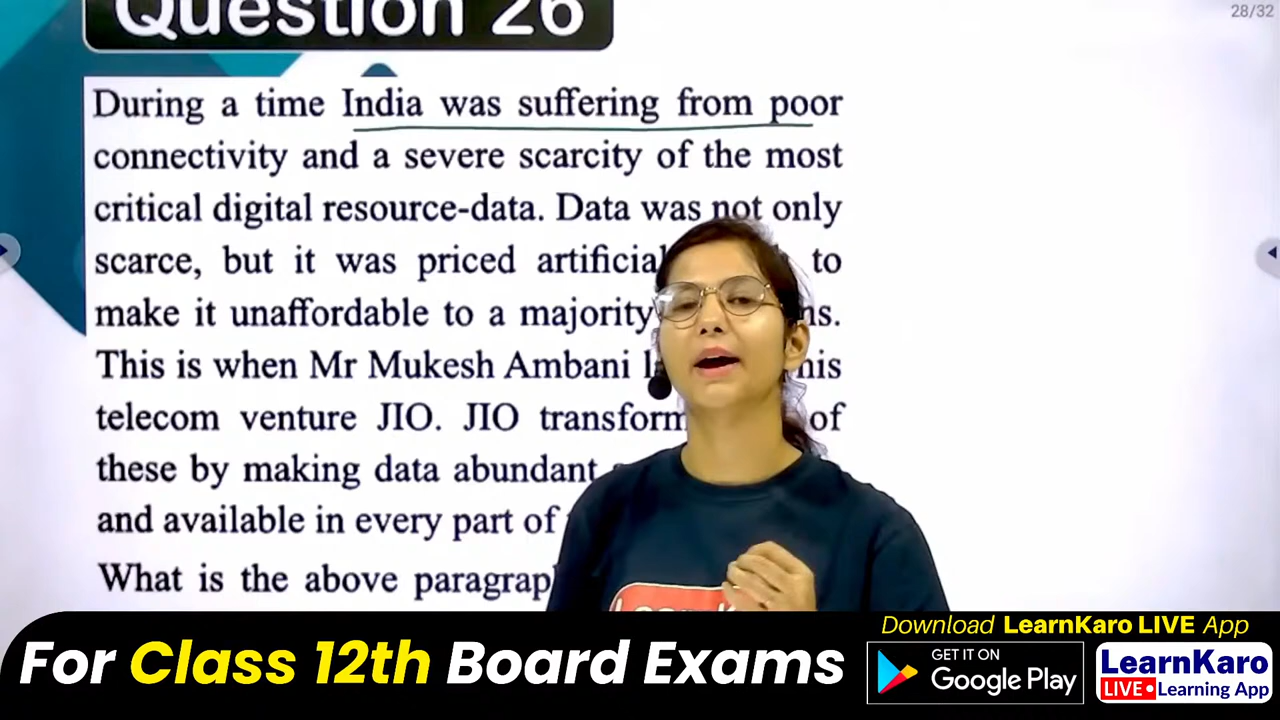 28/32
Question 26
During a time India was suffering from poor
connectivity and a severe scarcity of the most
critical digital resource-data. Data was not only
scarce, but it was priced to
make it unaffordable to a majority
This is when Mr Mukesh Ambani his
telecom venture JIO. JIO of
these by making data abundant
and available in every part of
What is the above
For Class 12th Board Exams
Download LearnKaro LIVE App
GET IT ON
Google Play
LearnKaro
LIVE Learning App